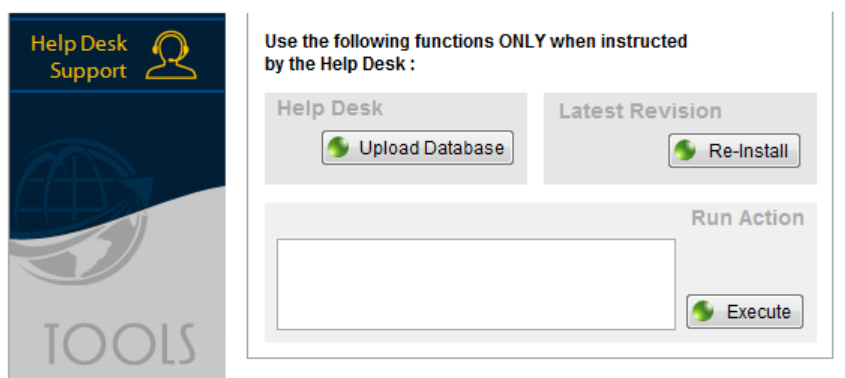 Help Desk
Support
Use the following functions ONLY when instructed
by the Help Desk :
Help Desk
Upload Database
Latest Revision
Re-Install
Run Action
Execute
TOOLS